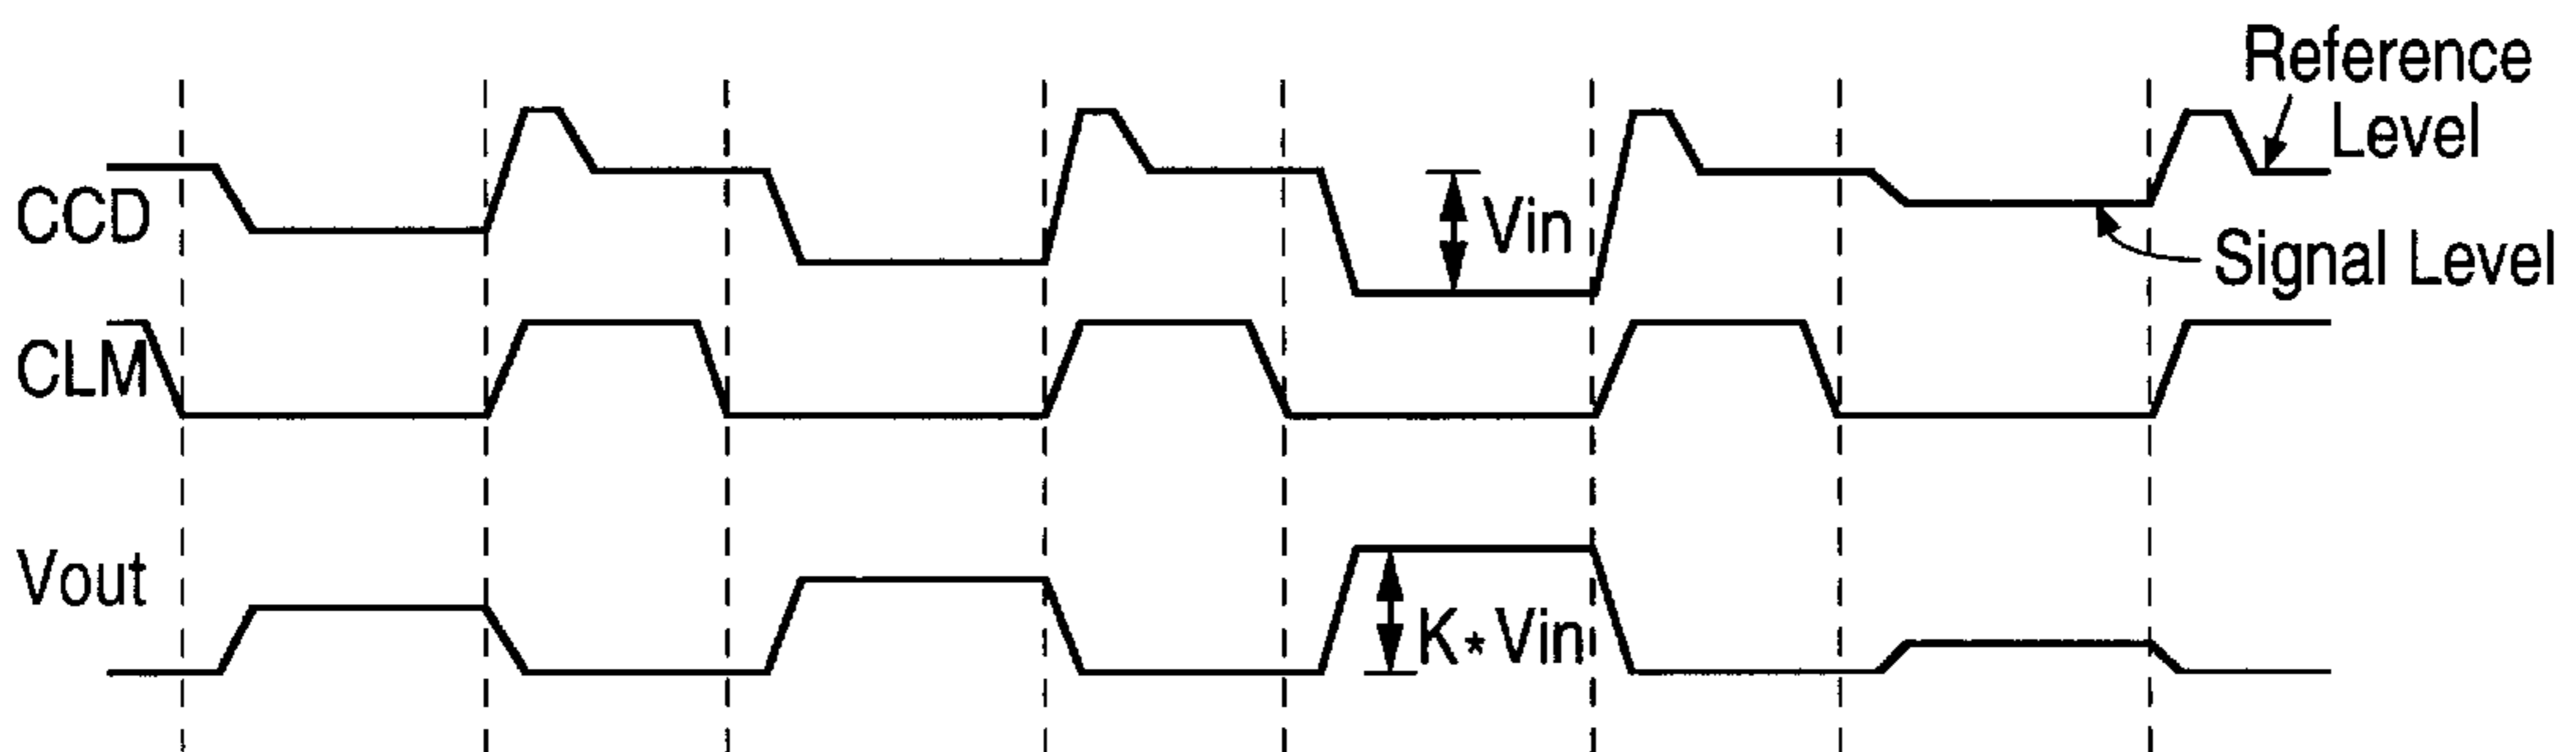 Reference
Level
CCD
Vin
Signal Level
CLM
Vout
K* Vin